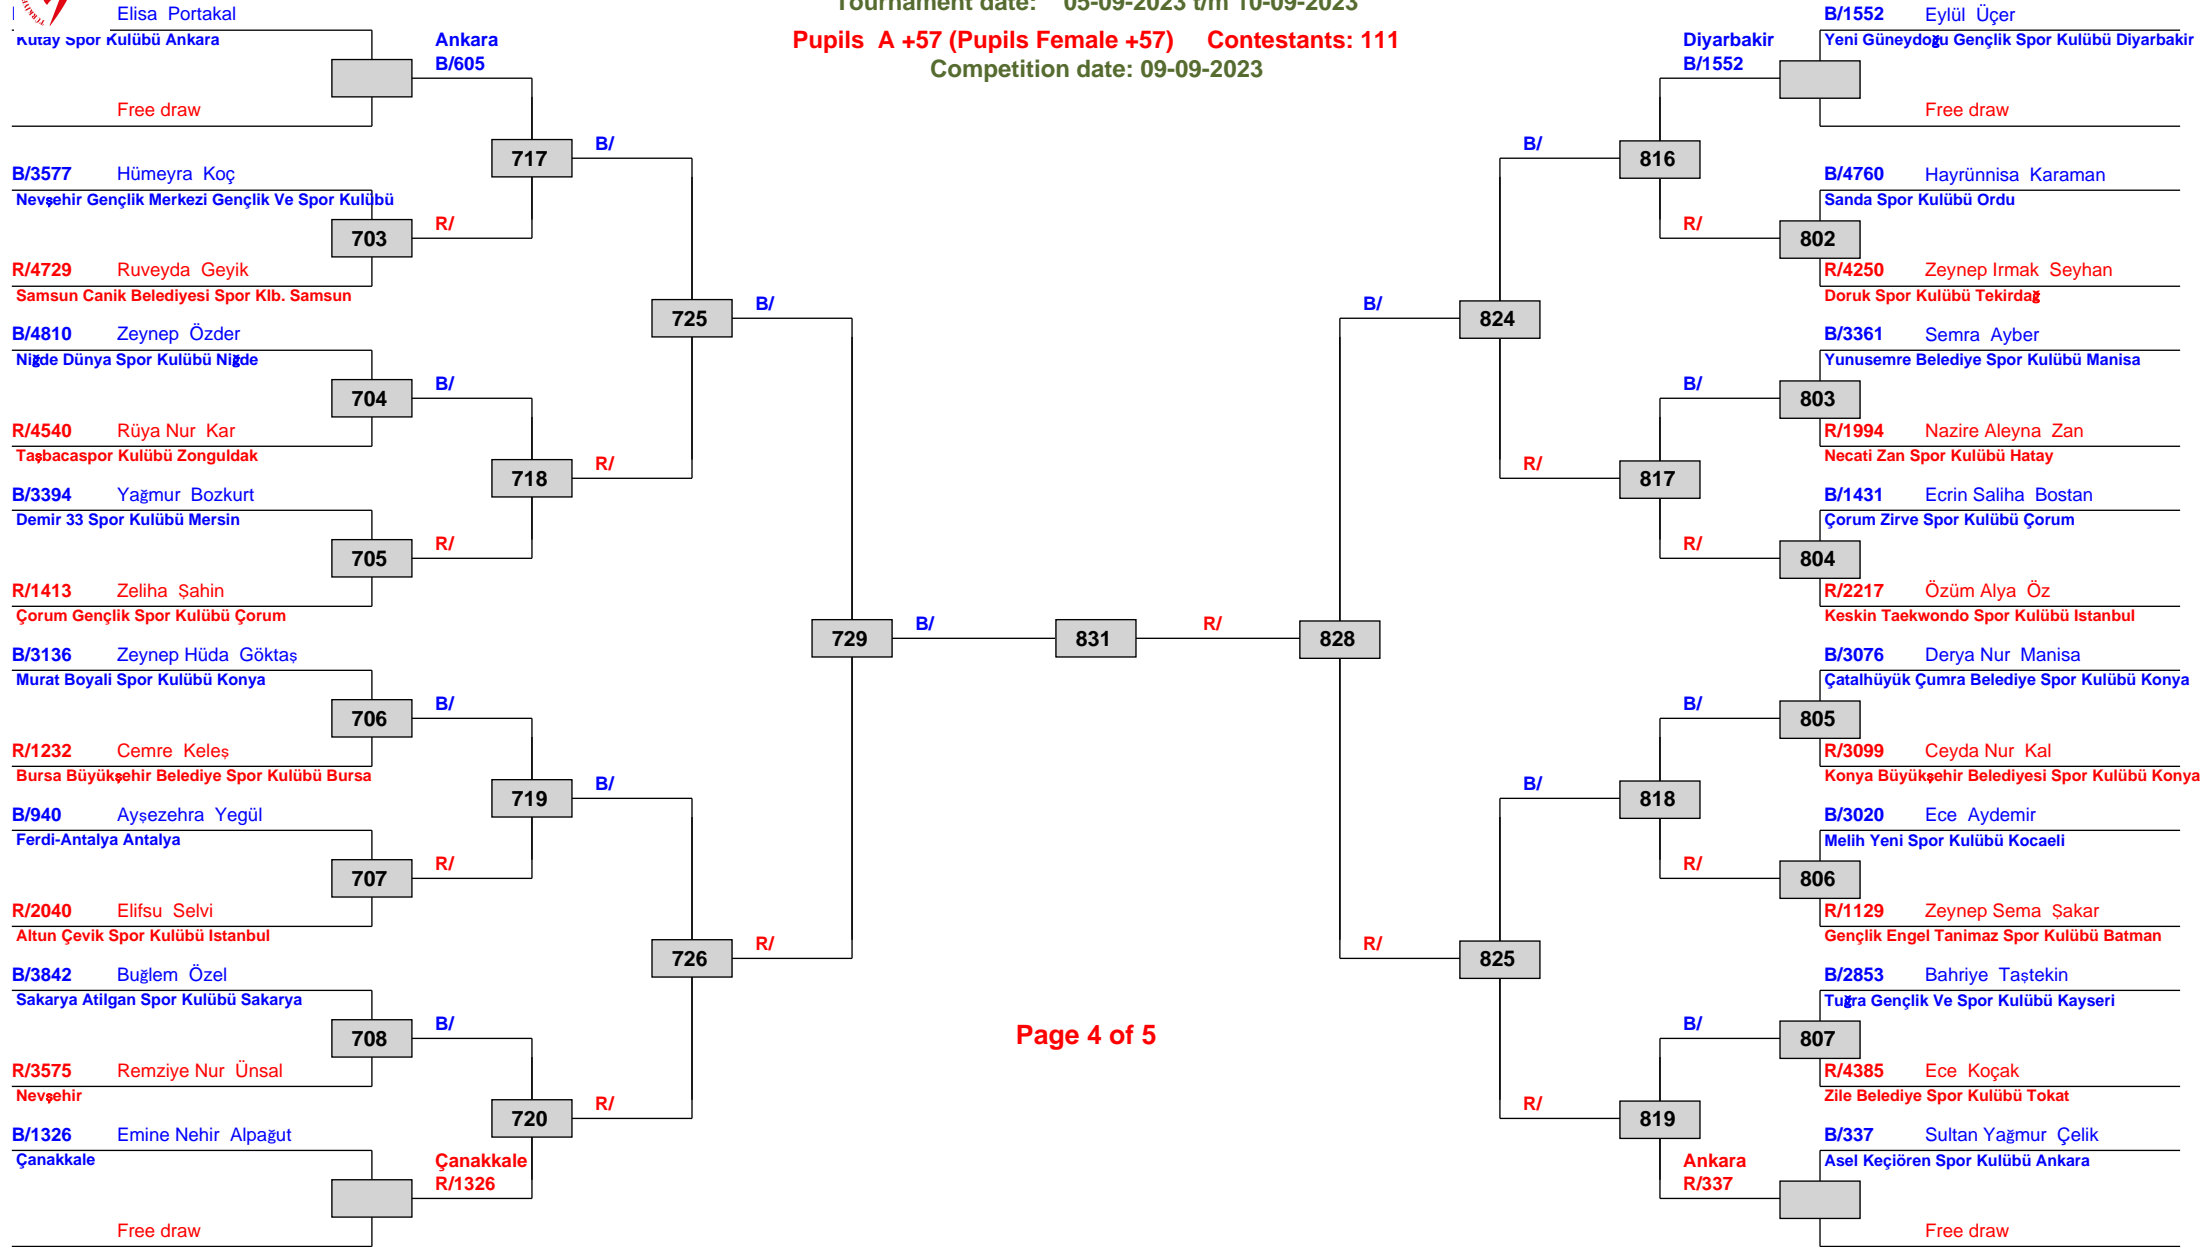 Tournament date: 05-09-2023 t/m 10-09-2023
Pupils A +57 (Pupils Female +57) Contestants: 111
Competition date: 09-09-2023
Elisa Portakal
Kutay Spor Kulübü Ankara
Free draw
Ankara
B/605
B/3577 Hümeyra Koç
Nevşehir Gençlik Merkezi Gençlik Ve Spor Kulübü
703
R/
R/4729 Ruveyda Geyik
Samsun Canik Belediyesi Spor Klb. Samsun
717
B/
B/4810 Zeynep Özder
Niğde Dünya Spor Kulübü Niğde
704
B/
R/4540 Rüya Nur Kar
Taşbacaspor Kulübü Zonguldak
718
R/
B/3394 Yağmur Bozkurt
Demir 33 Spor Kulübü Mersin
705
R/
R/1413 Zeliha Şahin
Çorum Gençlik Spor Kulübü Çorum
725
B/
B/3136 Zeynep Hüda Göktaş
Murat Boyali Spor Kulübü Konya
706
B/
R/1232 Cemre Keleş
Bursa Büyükşehir Belediye Spor Kulübü Bursa
719
B/
B/940 Ayşezehra Yegül
Ferdi-Antalya Antalya
707
R/
R/2040 Elifsu Selvi
Altun Çevik Spor Kulübü Istanbul
726
R/
B/3842 Buğlem Özel
Sakarya Atilgan Spor Kulübü Sakarya
708
B/
R/3575 Remziye Nur Ünsal
Nevşehir
720
R/
B/1326 Emine Nehir Alpağut
Çanakkale
Çanakkale
R/1326
Free draw
729
B/
831
R/
828
Page 4 of 5
B/1552 Eylül Üçer
Yeni Güneydoğu Gençlik Spor Kulübü Diyarbakir
Diyarbakir
B/1552
Free draw
B/
816
B/4760 Hayrünnisa Karaman
Sanda Spor Kulübü Ordu
R/
802
R/4250 Zeynep Irmak Seyhan
Doruk Spor Kulübü Tekirdağ
B/
824
B/3361 Semra Ayber
Yunusemre Belediye Spor Kulübü Manisa
B/
803
R/1994 Nazire Aleyna Zan
Necati Zan Spor Kulübü Hatay
R/
817
B/1431 Ecrin Saliha Bostan
Çorum Zirve Spor Kulübü Çorum
R/
804
R/2217 Özüm Alya Öz
Keskin Taekwondo Spor Kulübü Istanbul
B/3076 Derya Nur Manisa
Çatalhüyük Çumra Belediye Spor Kulübü Konya
B/
805
R/3099 Ceyda Nur Kal
Konya Büyükşehir Belediyesi Spor Kulübü Konya
B/
818
B/3020 Ece Aydemir
Melih Yeni Spor Kulübü Kocaeli
R/
806
R/1129 Zeynep Sema Şakar
Gençlik Engel Tanimaz Spor Kulübü Batman
R/
825
B/2853 Bahriye Taştekin
Tuğra Gençlik Ve Spor Kulübü Kayseri
B/
807
R/4385 Ece Koçak
Zile Belediye Spor Kulübü Tokat
R/
819
B/337 Sultan Yağmur Çelik
Asel Keçiören Spor Kulübü Ankara
Ankara
R/337
Free draw